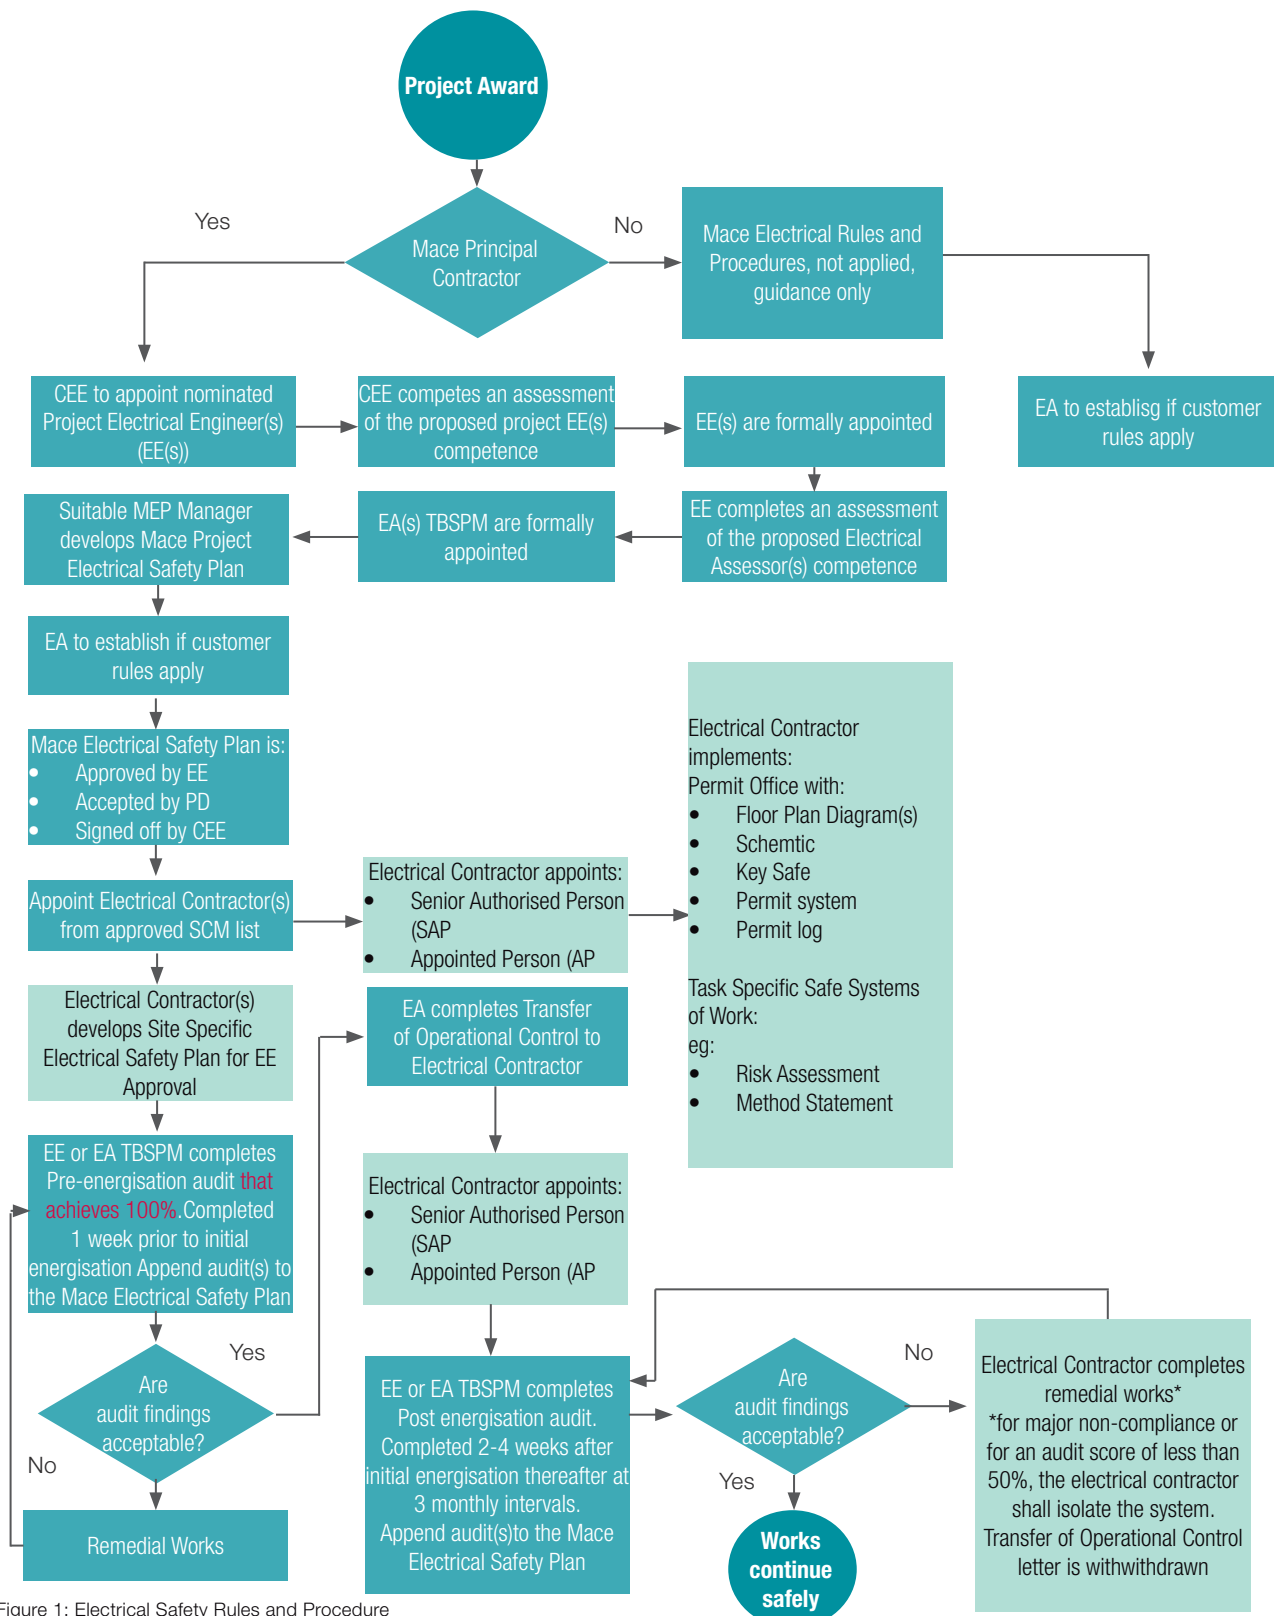 Project Award
Yes
No
Mace Principal
Contractor
Mace Electrical Rules and
Procedures, not applied,
guidance only
CEE to appoint nominated
Project Electrical Engineer(s)
(EE(s))
CEE competes an assessment
of the proposed project EE(s)
competence
EE(s) are formally appointed
EA to establisg if customer
rules apply
Suitable MEP Manager
develops Mace Project
Electrical Safety Plan
EA(s) TBSPM are formally
appointed
EE completes an assessment
of the proposed Electrical
Assessor(s) competence
EA to establish if customer
rules apply
Mace Electrical Safety Plan is:
• Approved by EE
• Accepted by PD
• Signed off by CEE
Appoint Electrical Contractor(s)
from approved SCM list
Electrical Contractor appoints:
• Senior Authorised Person
(SAP
• Appointed Person (AP
Electrical Contractor
implements:
Permit Office with:
• Floor Plan Diagram(s)
• Schemtic
• Key Safe
• Permit system
• Permit log
Task Specific Safe Systems
of Work:
eg:
• Risk Assessment
• Method Statement
Electrical Contractor(s)
develops Site Specific
Electrical Safety Plan for EE
Approval
EA completes Transfer
of Operational Control to
Electrical Contractor
EE or EA TBSPM completes
Pre-energisation audit that
achieves 100%.Completed
1 week prior to initial
energisation Append audit(s) to
the Mace Electrical Safety Plan
Electrical Contractor appoints:
• Senior Authorised Person
(SAP
• Appointed Person (AP
Yes
Are
audit findings
acceptable?
No
Remedial Works
EE or EA TBSPM completes
Post energisation audit.
Completed 2-4 weeks after
initial energisation thereafter at
3 monthly intervals.
Append audit(s)to the Mace
Electrical Safety Plan
Are
audit findings
acceptable?
No
Yes
Electrical Contractor completes
remedial works*
*for major non-compliance or
for an audit score of less than
50%, the electrical contractor
shall isolate the system.
Transfer of Operational Control
letter is withwithdrawn
Works
continue
safely
Figure 1: Electrical Safety Rules and Procedure